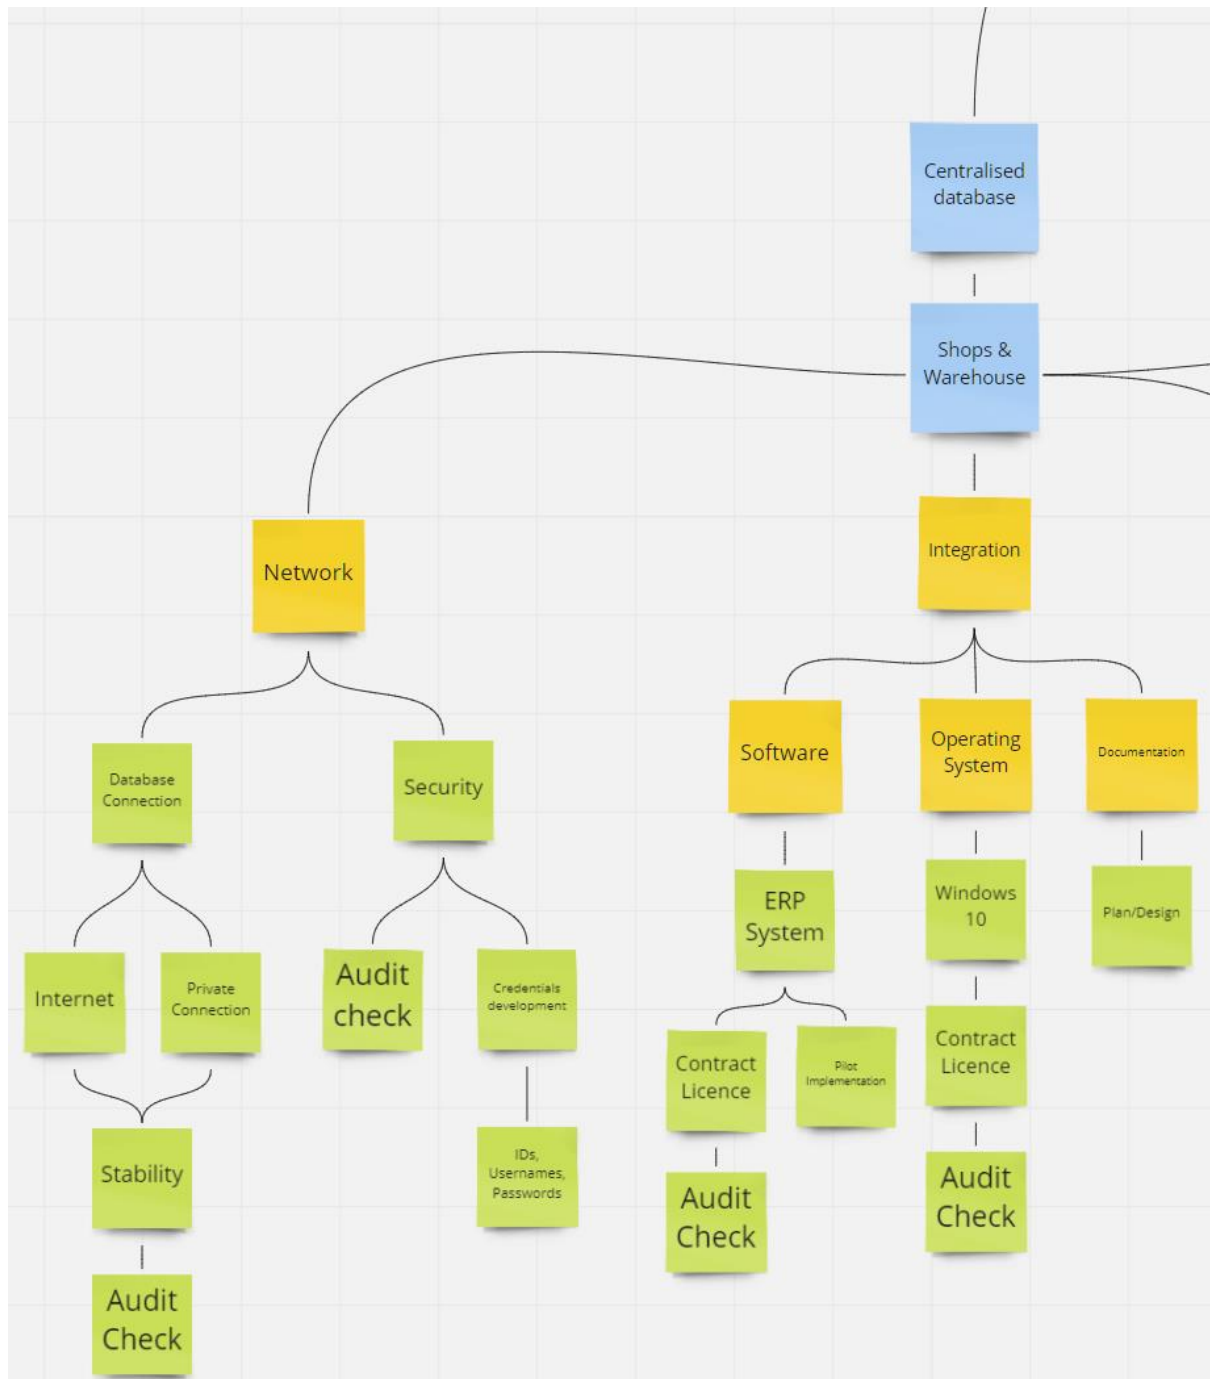 Centralised
database
Shops &
Warehouse
Integration
Network
Software
Operating
System
Documentation
Database
Connection
Security
ERP
System
Windows
10
Plan/Design
Internet
Private
Connection
Audit
check
Credentials
development
Contract
Licence
Pilot
Implementation
Contract
Licence
Stability
IDs,
Usernames,
Passwords
Audit
Check
Audit
Check
Audit
Check